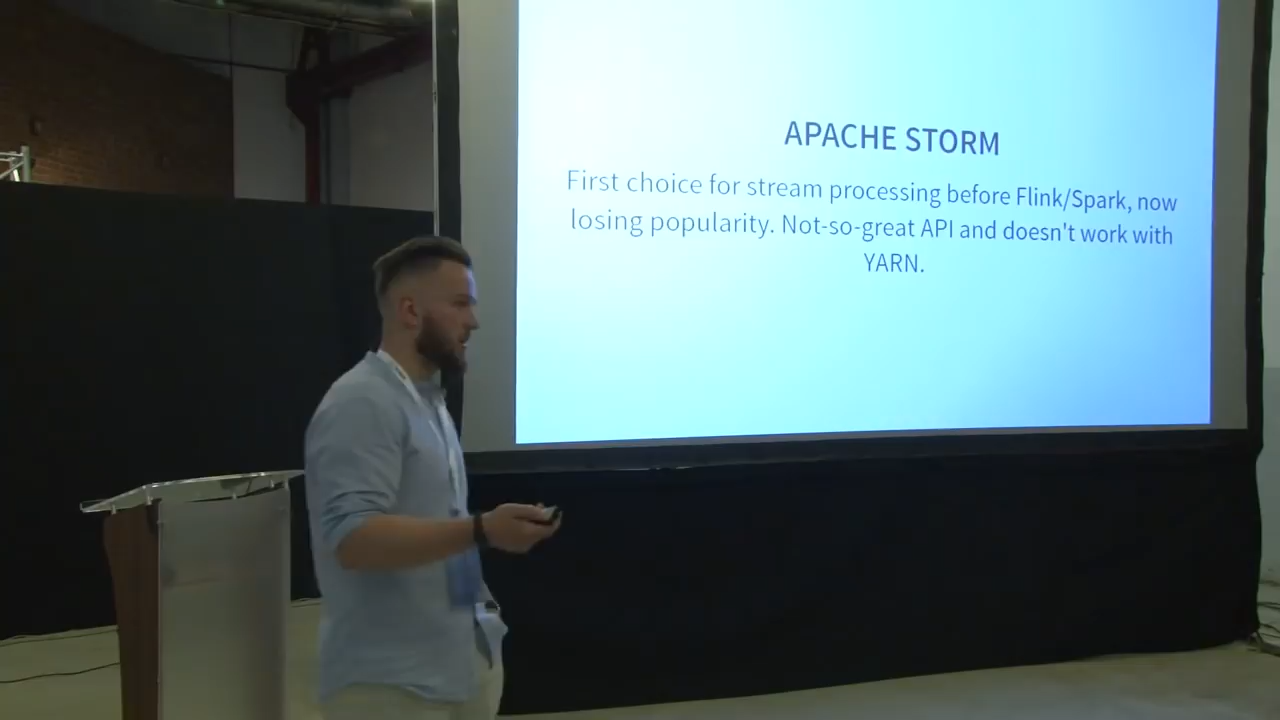 APACHE STORM
First choice for stream processing before Flink/Spark, now
losing popularity. Not-so-great API and doesn't work with
YARN.